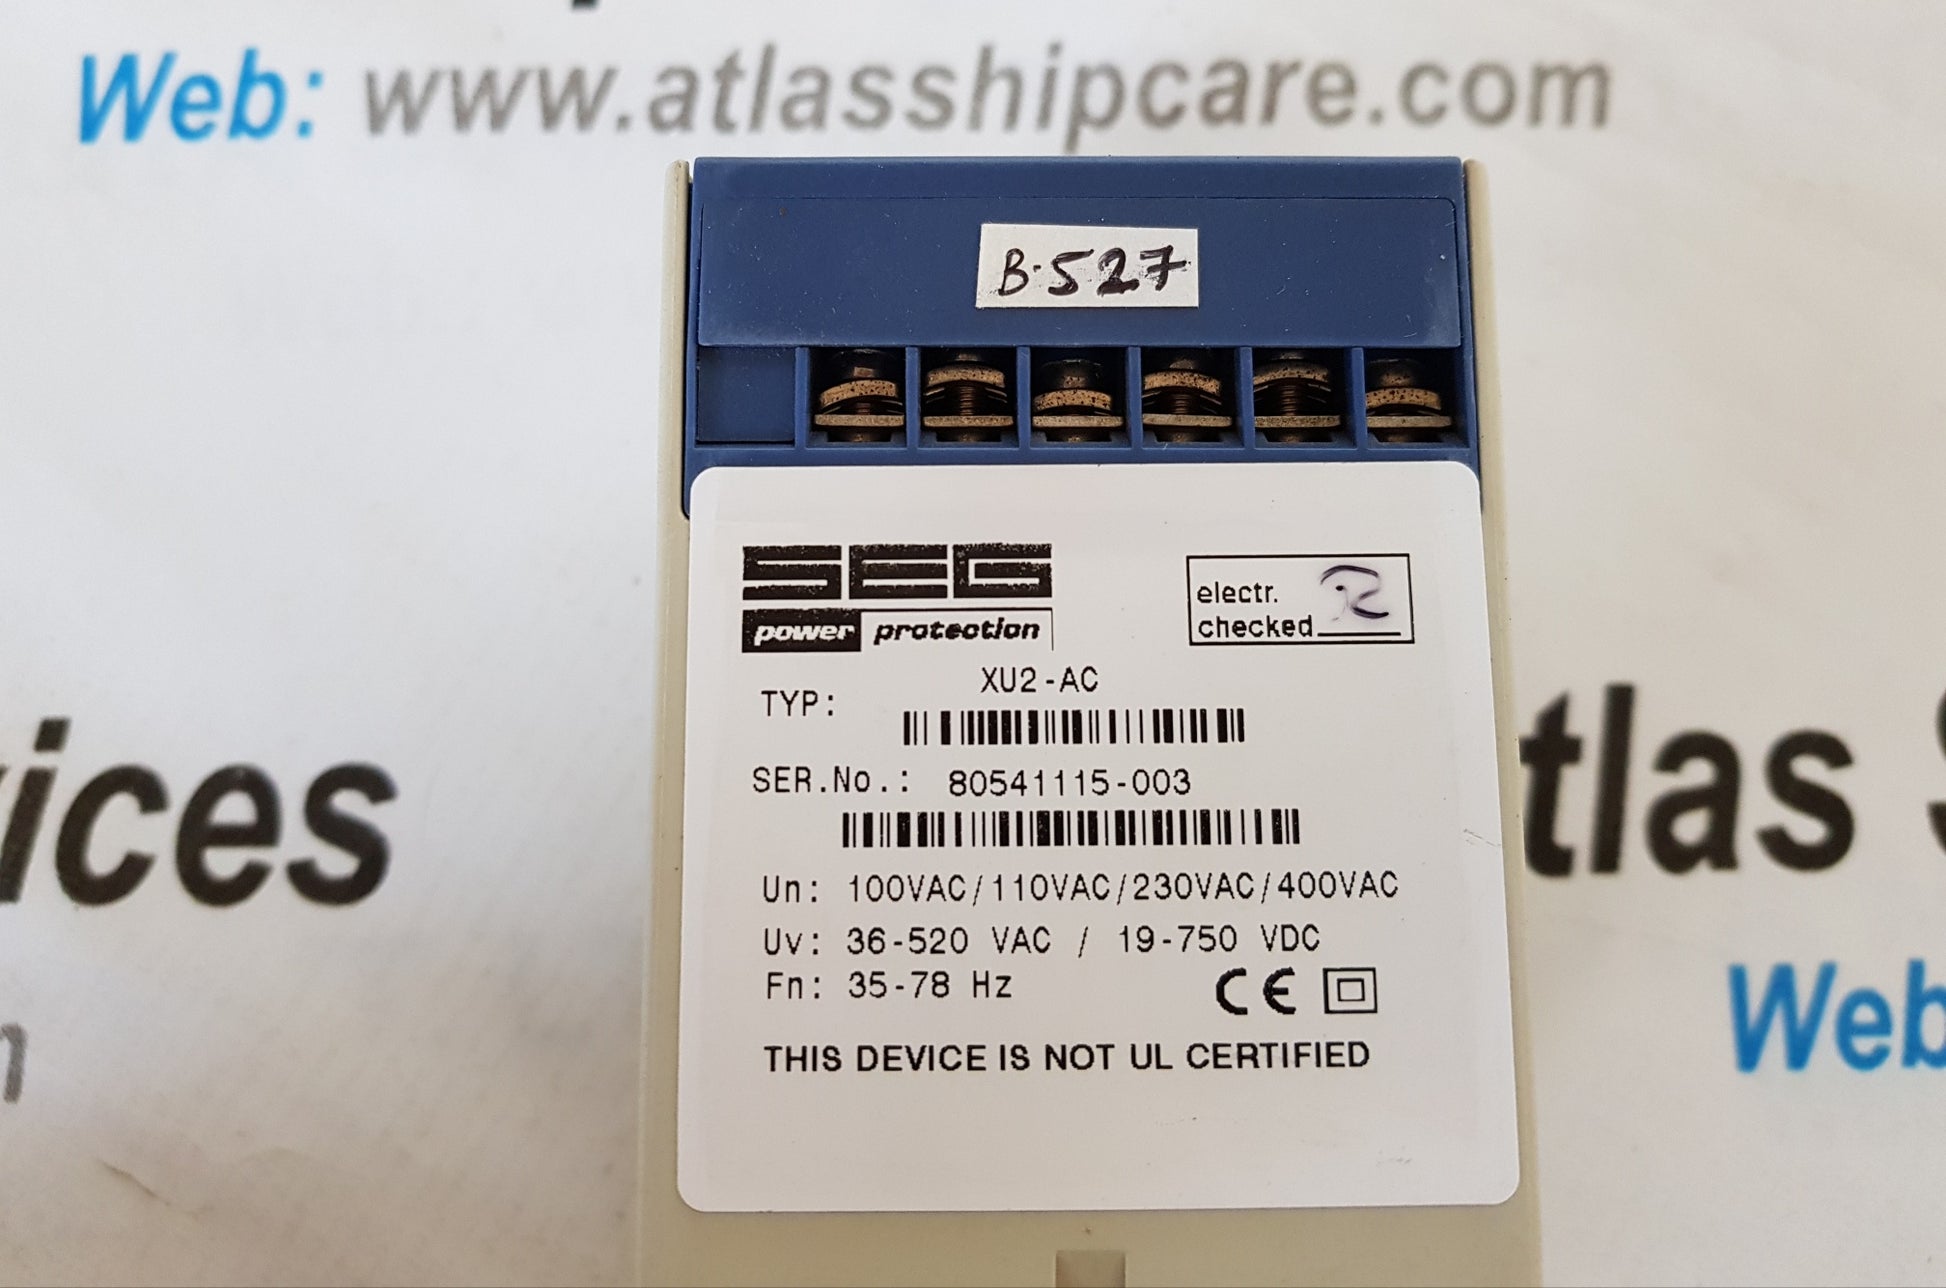 Web: www.atlasshipcare.com
B.527
SEG
power protection
electr.
checked
XU2-AC
TYP:
SER.No.: 80541115-003
Un: 100VAC/110VAC/230VAC/400VAC
Uv: 36-520 VAC / 19-750 VDC
Fn: 35-78 Hz CE
THIS DEVICE IS NOT UL CERTIFIED
ices
tlas S
Web